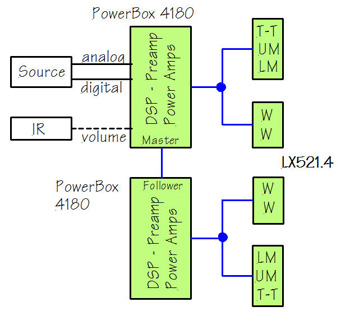 PowerBox 4180
analog
Source
digital
DSP - Preamp
Power Amps
T-T
UM
LM
IR
volume
Master
W
W
LX521.4
PowerBox
4180
Follower
DSP - Preamp
Power Amps
W
W
LM
UM
T-T